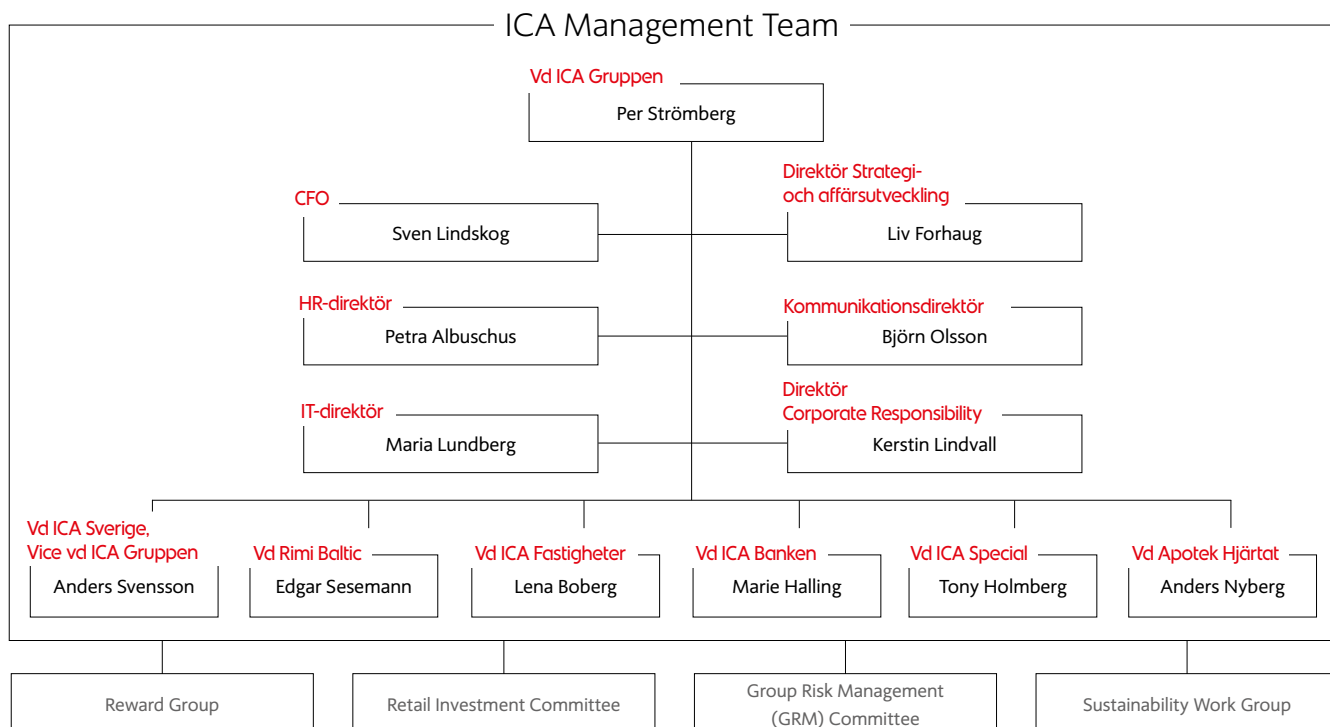 ICA Management Team
Vd ICA Gruppen
Per Strömberg
CFO
Sven Lindskog
Direktör Strategi-
och affärsutveckling
Liv Forhaug
HR-direktör
Petra Albuschus
Kommunikationsdirektör
Björn Olsson
IT-direktör
Maria Lundberg
Direktör
Corporate Responsibility
Kerstin Lindvall
Vd ICA Sverige,
Vice vd ICA Gruppen
Anders Svensson
Vd Rimi Baltic
Edgar Sesemann
Vd ICA Fastigheter
Lena Boberg
Vd ICA Banken
Marie Halling
Vd ICA Special
Tony Holmberg
Vd Apotek Hjärtat
Anders Nyberg
Reward Group
Retail Investment Committee
Group Risk Management
(GRM) Committee
Sustainability Work Group